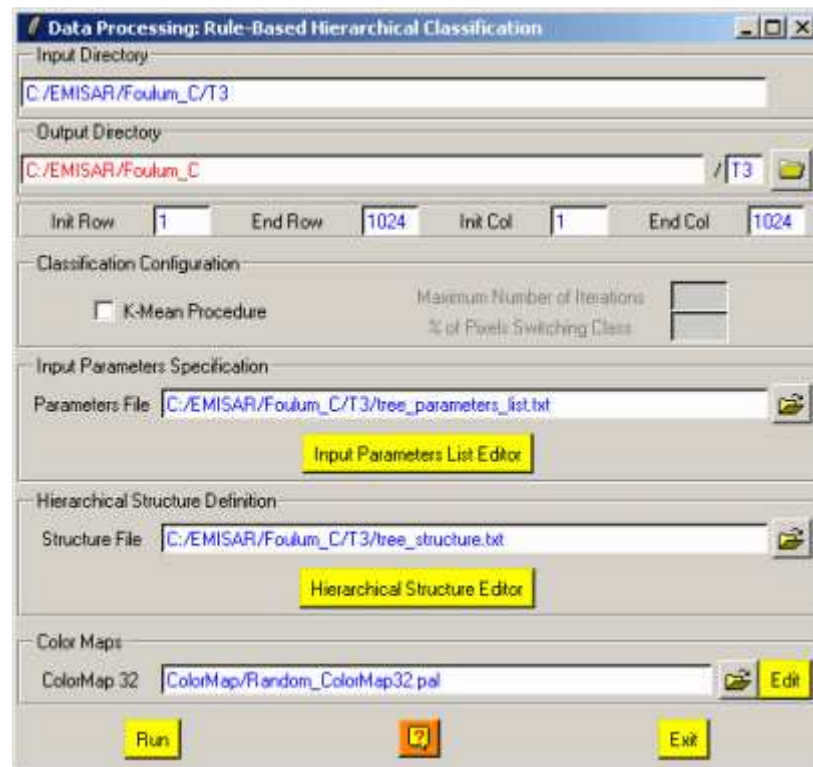 Data Processing: Rule-Based Hierarchical Classification
Input Directory
C:/EMISAR/Foulum_C/T3
Output Directory
C:/EMISAR/Foulum_C / T3
Init Row 1 End Row 1024 Init Col 1 End Col 1024
Classification Configuration
K-Mean Procedure
Maximum Number of Iterations
% of Pixels Switching Class
Input Parameters Specification
Parameters File C:/EMISAR/Foulum_C/T3/tree_parameters_list.txt
Input Parameters List Editor
Hierarchical Structure Definition
Structure File C:/EMISAR/Foulum_C/T3/tree_structure.txt
Hierarchical Structure Editor
Color Maps
ColorMap 32 ColorMap/Random_ColorMap32.pal Edit
Run ? Exit